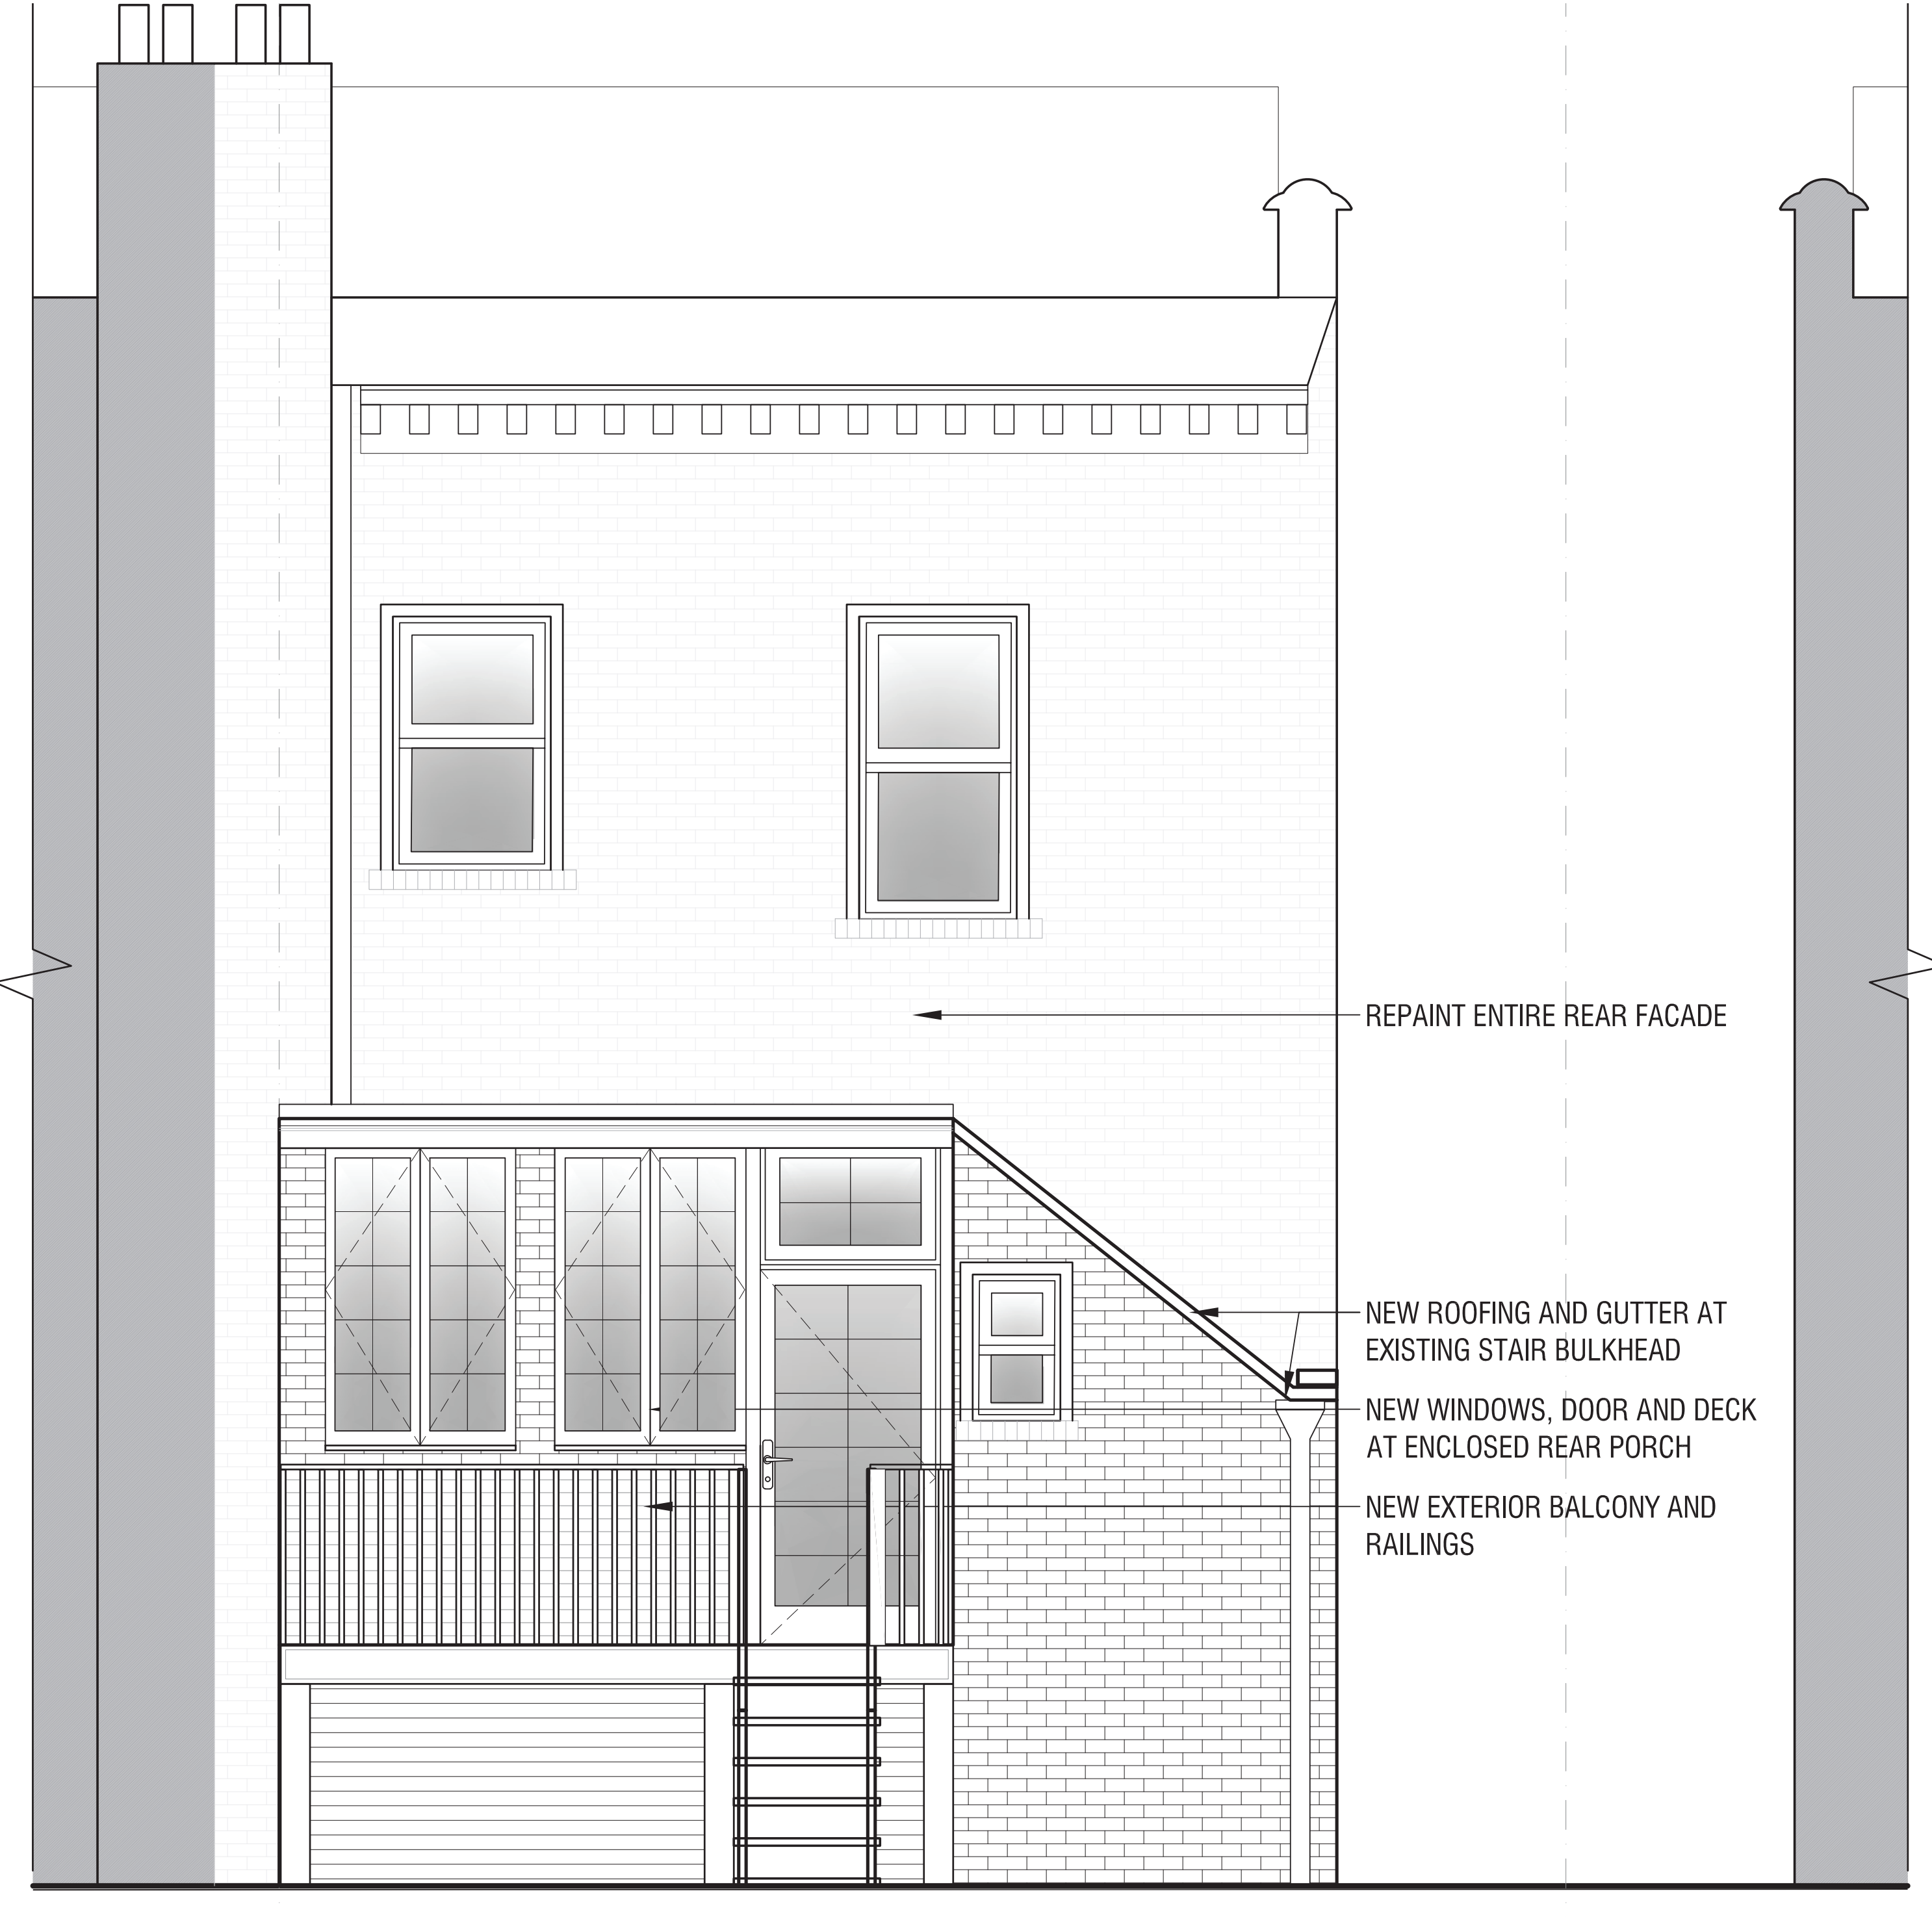 REPAINT ENTIRE REAR FACADE
NEW ROOFING AND GUTTER AT
EXISTING STAIR BULKHEAD
NEW WINDOWS, DOOR AND DECK
AT ENCLOSED REAR PORCH
NEW EXTERIOR BALCONY AND
RAILINGS